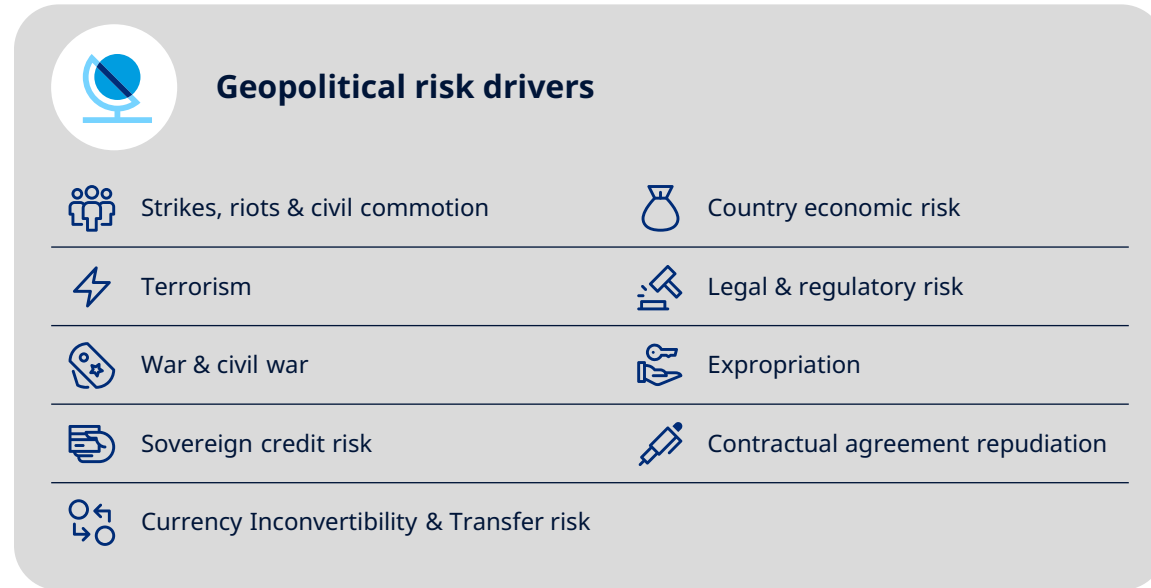 Geopolitical risk drivers
Strikes, riots & civil commotion
Country economic risk
Terrorism
Legal & regulatory risk
War & civil war
Expropriation
Sovereign credit risk
Contractual agreement repudiation
Currency Inconvertibility & Transfer risk